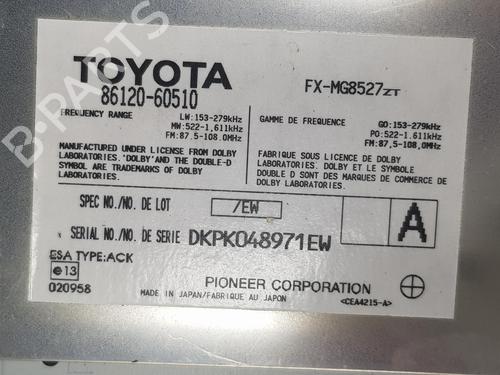 B-PARTS
TOYOTA
86120-60510
FX-MG8527ZT
FREQUENCY RANGE
LW:153-279kHz
MW:522-1,611kHz
FM:87.5-108.0MHz
GAMME DE FREQUENCE
GO:153-279kHz
PO:522-1,611kHz
FM:87,5-108,0MHz
MANUFACTURED UNDER LICENSE FROM DOLBY
LABORATORIES. 'DOLBY' AND THE DOUBLE-D
SYMBOL ARE TRADEMARKS OF DOLBY
LABORATORIES.
FABRIQUE SOUS LICENCE DE DOLBY
LABORATORIES. DOLBY ET LE SYMBOLE
DOUBLE D SONT DES MARQUES DE COMMERCE
DE DOLBY LABORATORIES.
SPEC NO./NO. DE LOT
/EW
A
SERIAL NO./NO. DE SERIE DKPK048971EW
ESA TYPE:ACK
e13
020958
PIONEER CORPORATION
MADE IN JAPAN/FABRIQUE AU JAPON
<CEA4215-A>